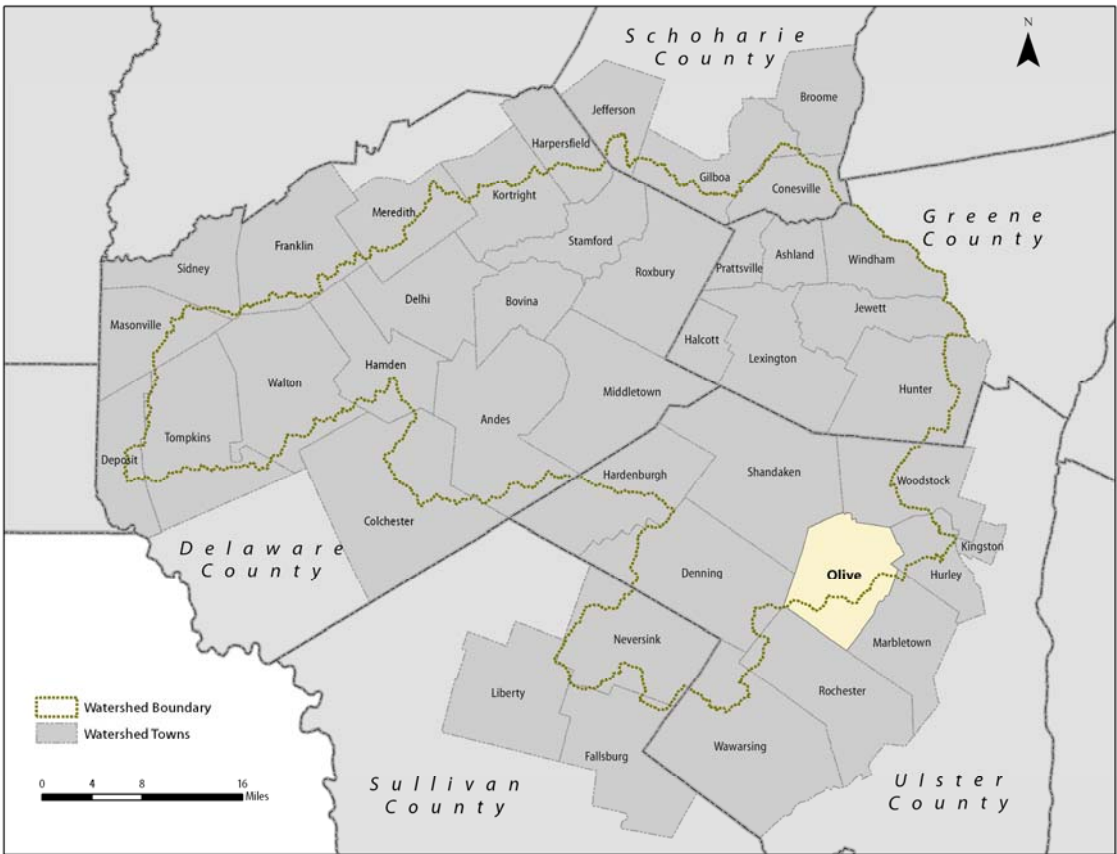 Schoharie
County
N
Broome
Jefferson
Harpersfield
Gilboa
Conesville
Kortright
Meredith
Greene
County
Franklin
Stamford
Ashland
Windham
Prattsville
Sidney
Roxbury
Delhi
Bovina
Jewett
Masonville
Halcott
Lexington
Hamden
Walton
Hunter
Middletown
Andes
Tompkins
Deposit
Hardenburgh
Shandaken
Woodstock
Colchester
Kingston
Delaware
County
Denning
Olive
Hurley
Neversink
Marbletown
Liberty
Rochester
Watershed Boundary
Watershed Towns
Wawarsing
Fallsburg
0 4 8 16
Miles
Sullivan
County
Ulster
County